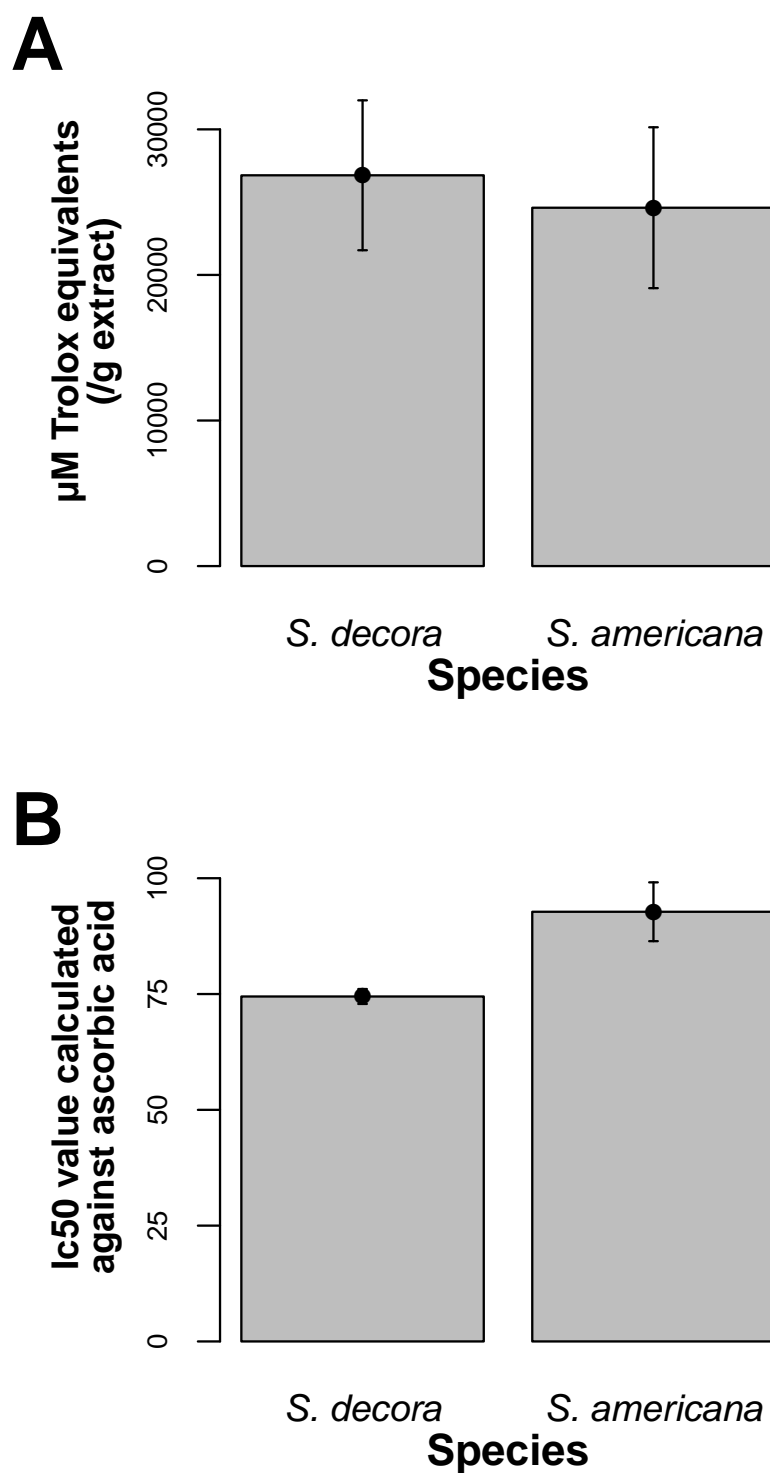 A
µM Trolox equivalents
(/g extract)
30000
20000
10000
0
S. decora
S. americana
Species
B
Ic50 value calculated
against ascorbic acid
100
75
50
25
0
S. decora
S. americana
Species